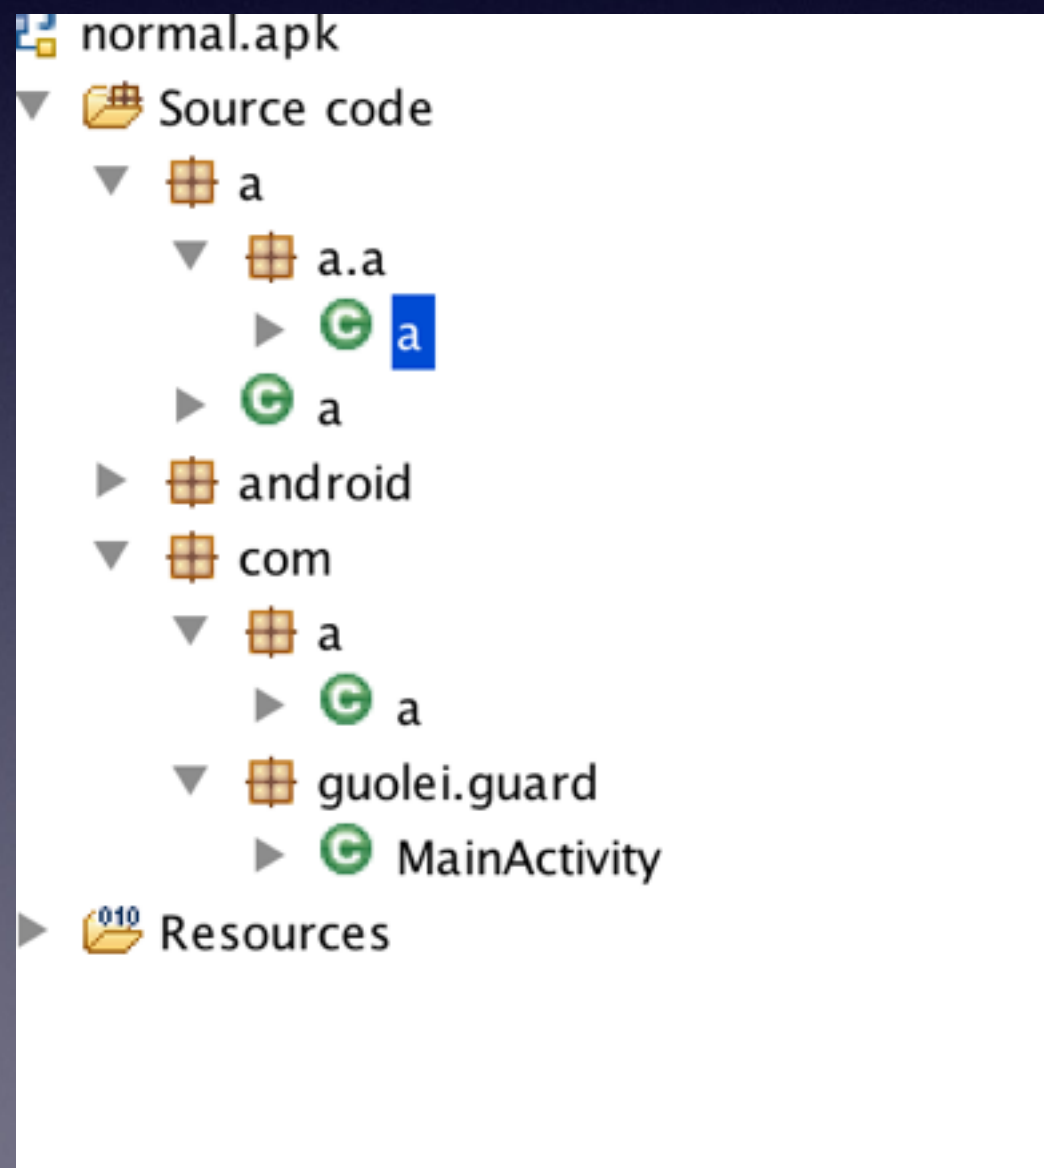 normal.apk
Source code
a
a.a
a
a
android
com
a
a
guolei.guard
MainActivity
Resources